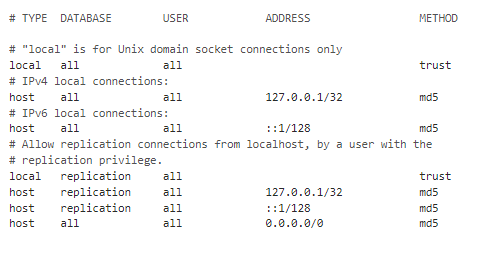 # TYPE  DATABASE        USER            ADDRESS                 METHOD
# "local" is for Unix domain socket connections only
local   all             all                                     trust
# IPv4 local connections:
host    all             all             127.0.0.1/32            md5
# IPv6 local connections:
host    all             all             ::1/128                 md5
# Allow replication connections from localhost, by a user with the
# replication privilege.
local   replication     all                                     trust
host    replication     all             127.0.0.1/32            md5
host    replication     all             ::1/128                 md5
host    all             all             0.0.0.0/0               md5